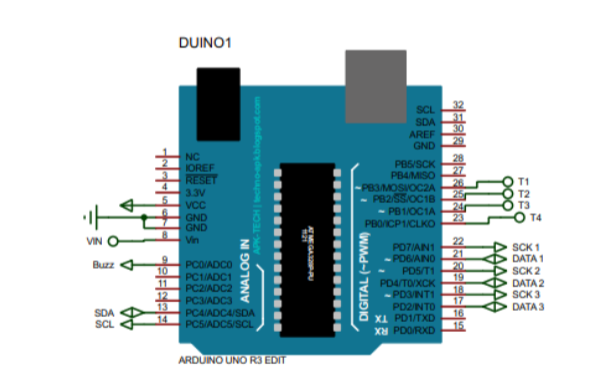 DUINO1
1 NC
2 IOREF
3 RESET
4 3.3V
5 VCC
6 GND
7 GND
VIN 8 Vin
Buzz 9 PC0/ADC0
10 PC1/ADC1
11 PC2/ADC2
12 PC3/ADC3
SDA 13 PC4/ADC4/SDA
SCL 14 PC5/ADC5/SCL
ANALOG IN
ATMEGA328P-PU
1121
DIGITAL (~PWM)
SCL 32
SDA 31
AREF 30
GND 29
PB5/SCK 28
PB4/MISO 27
~ PB3/MOSI/OC2A 26 T1
~ PB2/SS/OC1B 25 T2
~ PB1/OC1A 24 T3
PB0/ICP1/CLKO 23 T4
PD7/AIN1 22 SCK 1
~ PD6/AIN0 21 DATA 1
~ PD5/T1 20 SCK 2
PD4/T0/XCK 19 DATA 2
~ PD3/INT1 18 SCK 3
PD2/INT0 17 DATA 3
TX PD1/TXD 16
RX PD0/RXD 15
ARDUINO UNO R3 EDIT